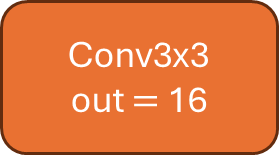 Conv3x3
out = 16